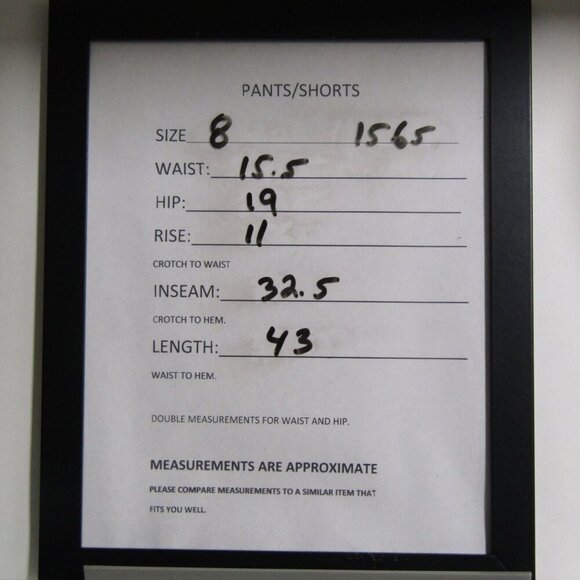 PANTS/SHORTS
SIZE 8 1565
WAIST: 15.5
HIP: 19
RISE: 11
CROTCH TO WAIST
INSEAM: 32.5
CROTCH TO HEM.
LENGTH: 43
WAIST TO HEM.
DOUBLE MEASUREMENTS FOR WAIST AND HIP.
MEASUREMENTS ARE APPROXIMATE
PLEASE COMPARE MEASUREMENTS TO A SIMILAR ITEM THAT
FITS YOU WELL.